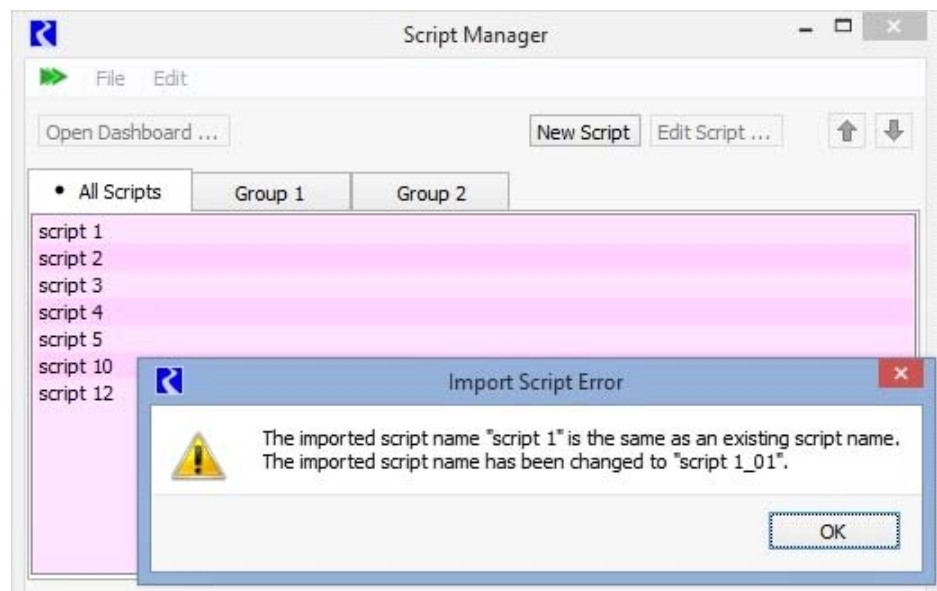 Script Manager
File Edit
Open Dashboard ... New Script Edit Script ...
• All Scripts Group 1 Group 2
script 1
script 2
script 3
script 4
script 5
script 10
script 12
Import Script Error
The imported script name "script 1" is the same as an existing script name.
The imported script name has been changed to "script 1_01".
OK